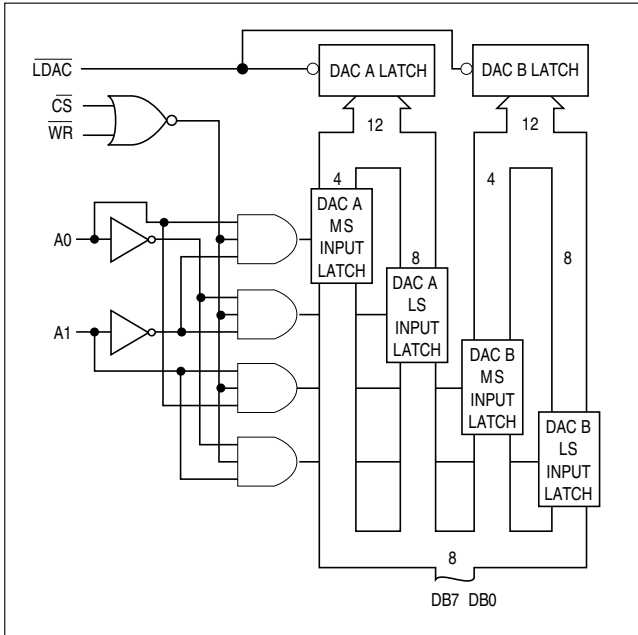 LDAC
DAC A LATCH
DAC B LATCH
CS
WR
12
12
4
4
DAC A
MS
INPUT
LATCH
A0
8
8
DAC A
LS
INPUT
LATCH
A1
DAC B
MS
INPUT
LATCH
DAC B
LS
INPUT
LATCH
8
DB7 DB0